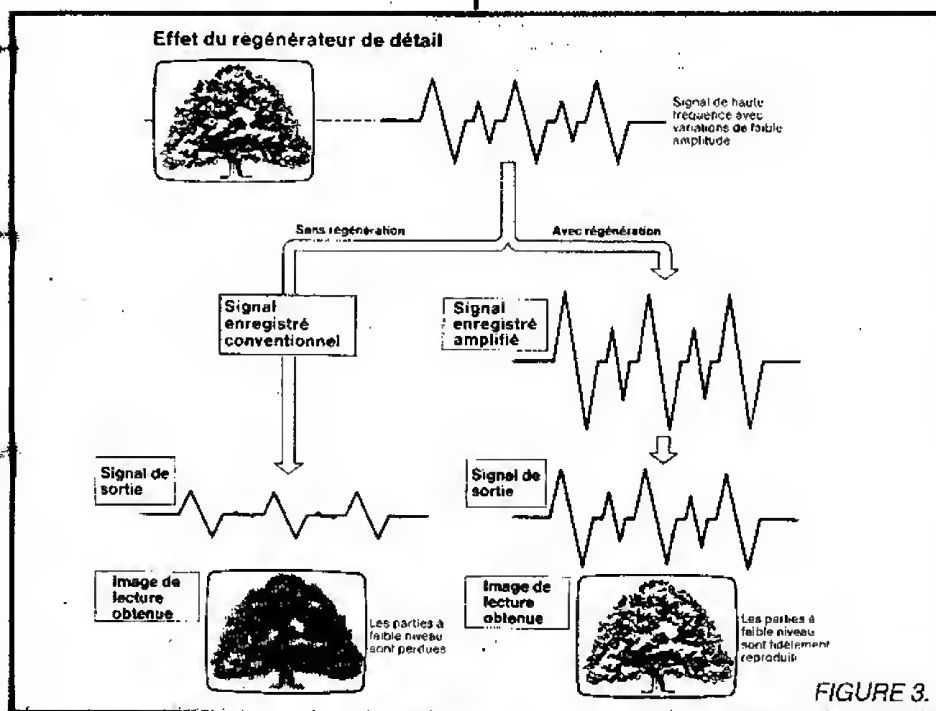 Effet du régénérateur de détail
Signal de haute
fréquence avec
variations de faible
amplitude
Sans régénération
Avec régénération
Signal
enregistré
conventionnel
Signal
enregistré
amplifié
Signal de
sortie
Signal de
sortie
Image de
lecture
obtenue
Les parties à
faible niveau
sont perdues
Image de
lecture
obtenue
Les parties à
faible niveau
sont fidèlement
reproduit
FIGURE 3.